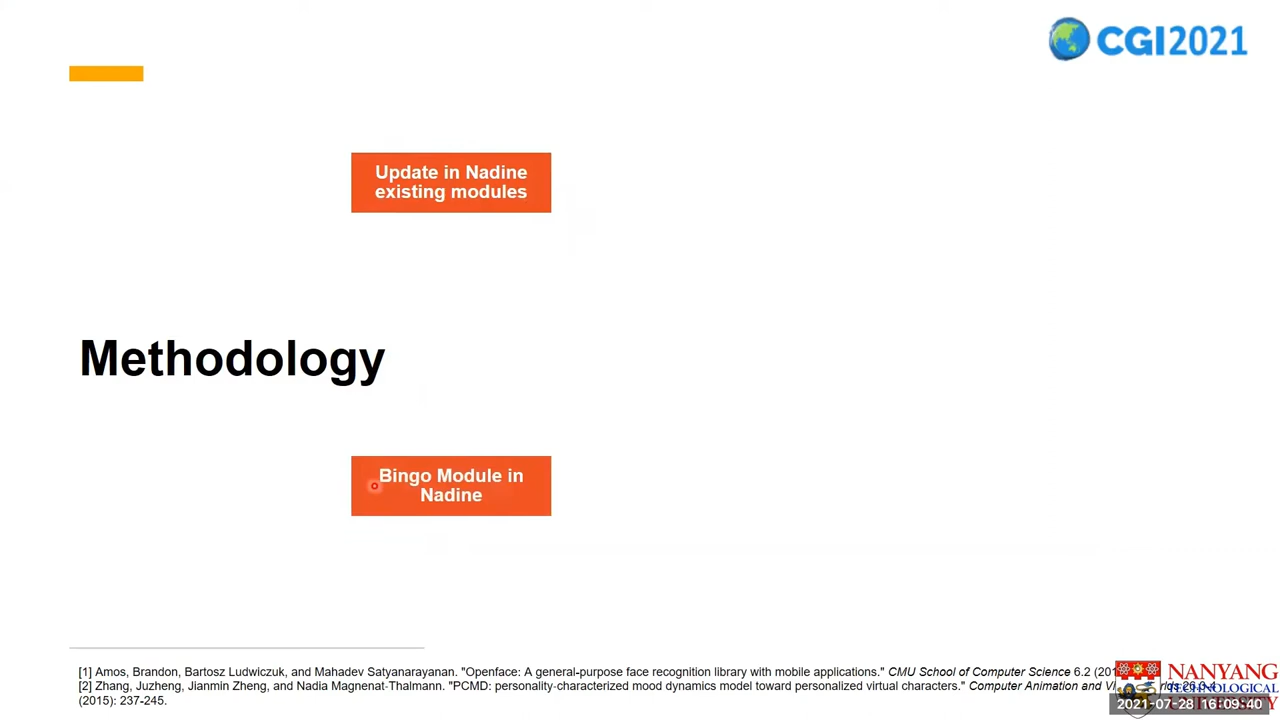 CGI2021
Update in Nadine
existing modules
Methodology
Bingo Module in
Nadine
[1] Amos, Brandon, Bartosz Ludwiczuk, and Mahadev Satyanarayanan. "Openface: A general-purpose face recognition library with mobile applications." CMU School of Computer Science 6.2
[2] Zhang, Juzheng, Jianmin Zheng, and Nadia Magnenat-Thalmann. "PCMD: personality-characterized mood dynamics model toward personalized virtual characters." Computer Animation and
(2015): 237-245.
NANYANG
TECHNOLOGICAL
UNIVERSITY
2021-07-28 16:09:40